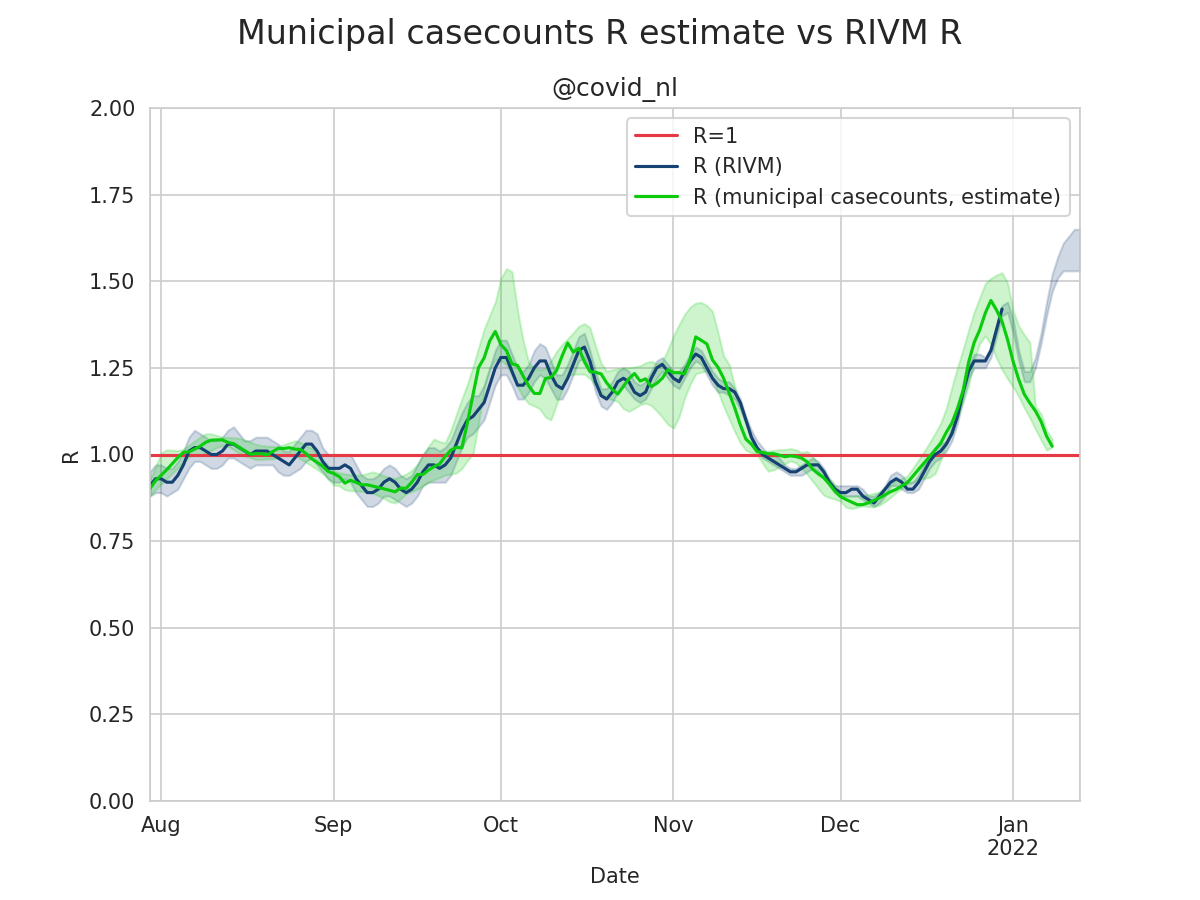 Municipal casecounts R estimate vs RIVM R
@covid_nl
2.00
1.75
1.50
1.25
1.00
0.75
0.50
0.25
0.00
R
R=1
R (RIVM)
R (municipal casecounts, estimate)
Aug
Sep
Oct
Nov
Dec
Jan
2022
Date